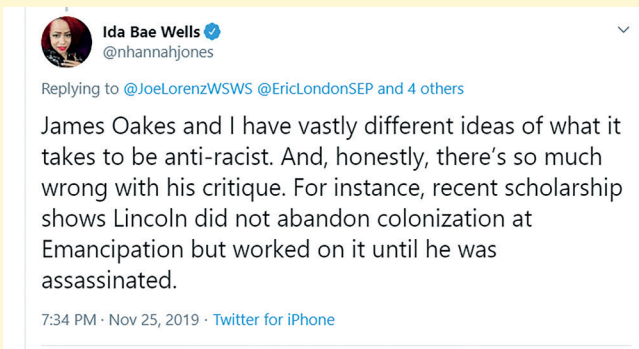 Ida Bae Wells
@nhannahjones
Replying to @JoeLorenzWSWS @EricLondonSEP and 4 others
James Oakes and I have vastly different ideas of what it
takes to be anti-racist. And, honestly, there's so much
wrong with his critique. For instance, recent scholarship
shows Lincoln did not abandon colonization at
Emancipation but worked on it until he was
assassinated.
7:34 PM · Nov 25, 2019 · Twitter for iPhone